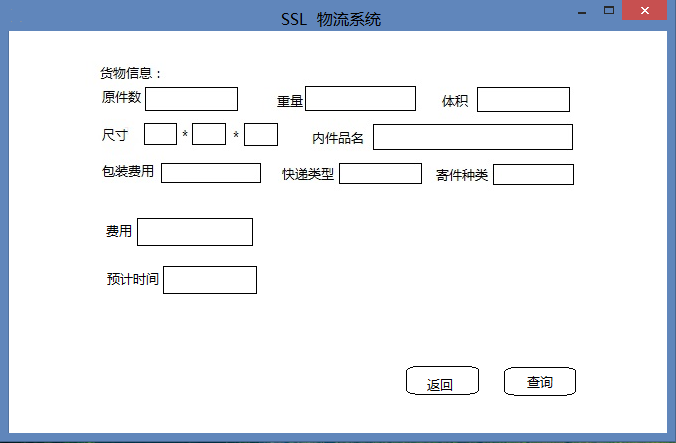 SSL 物流系统
货物信息：
原件数 重量 体积
尺寸 * * 内件品名
包装费用 快递类型 寄件种类
费用
预计时间
返回 查询